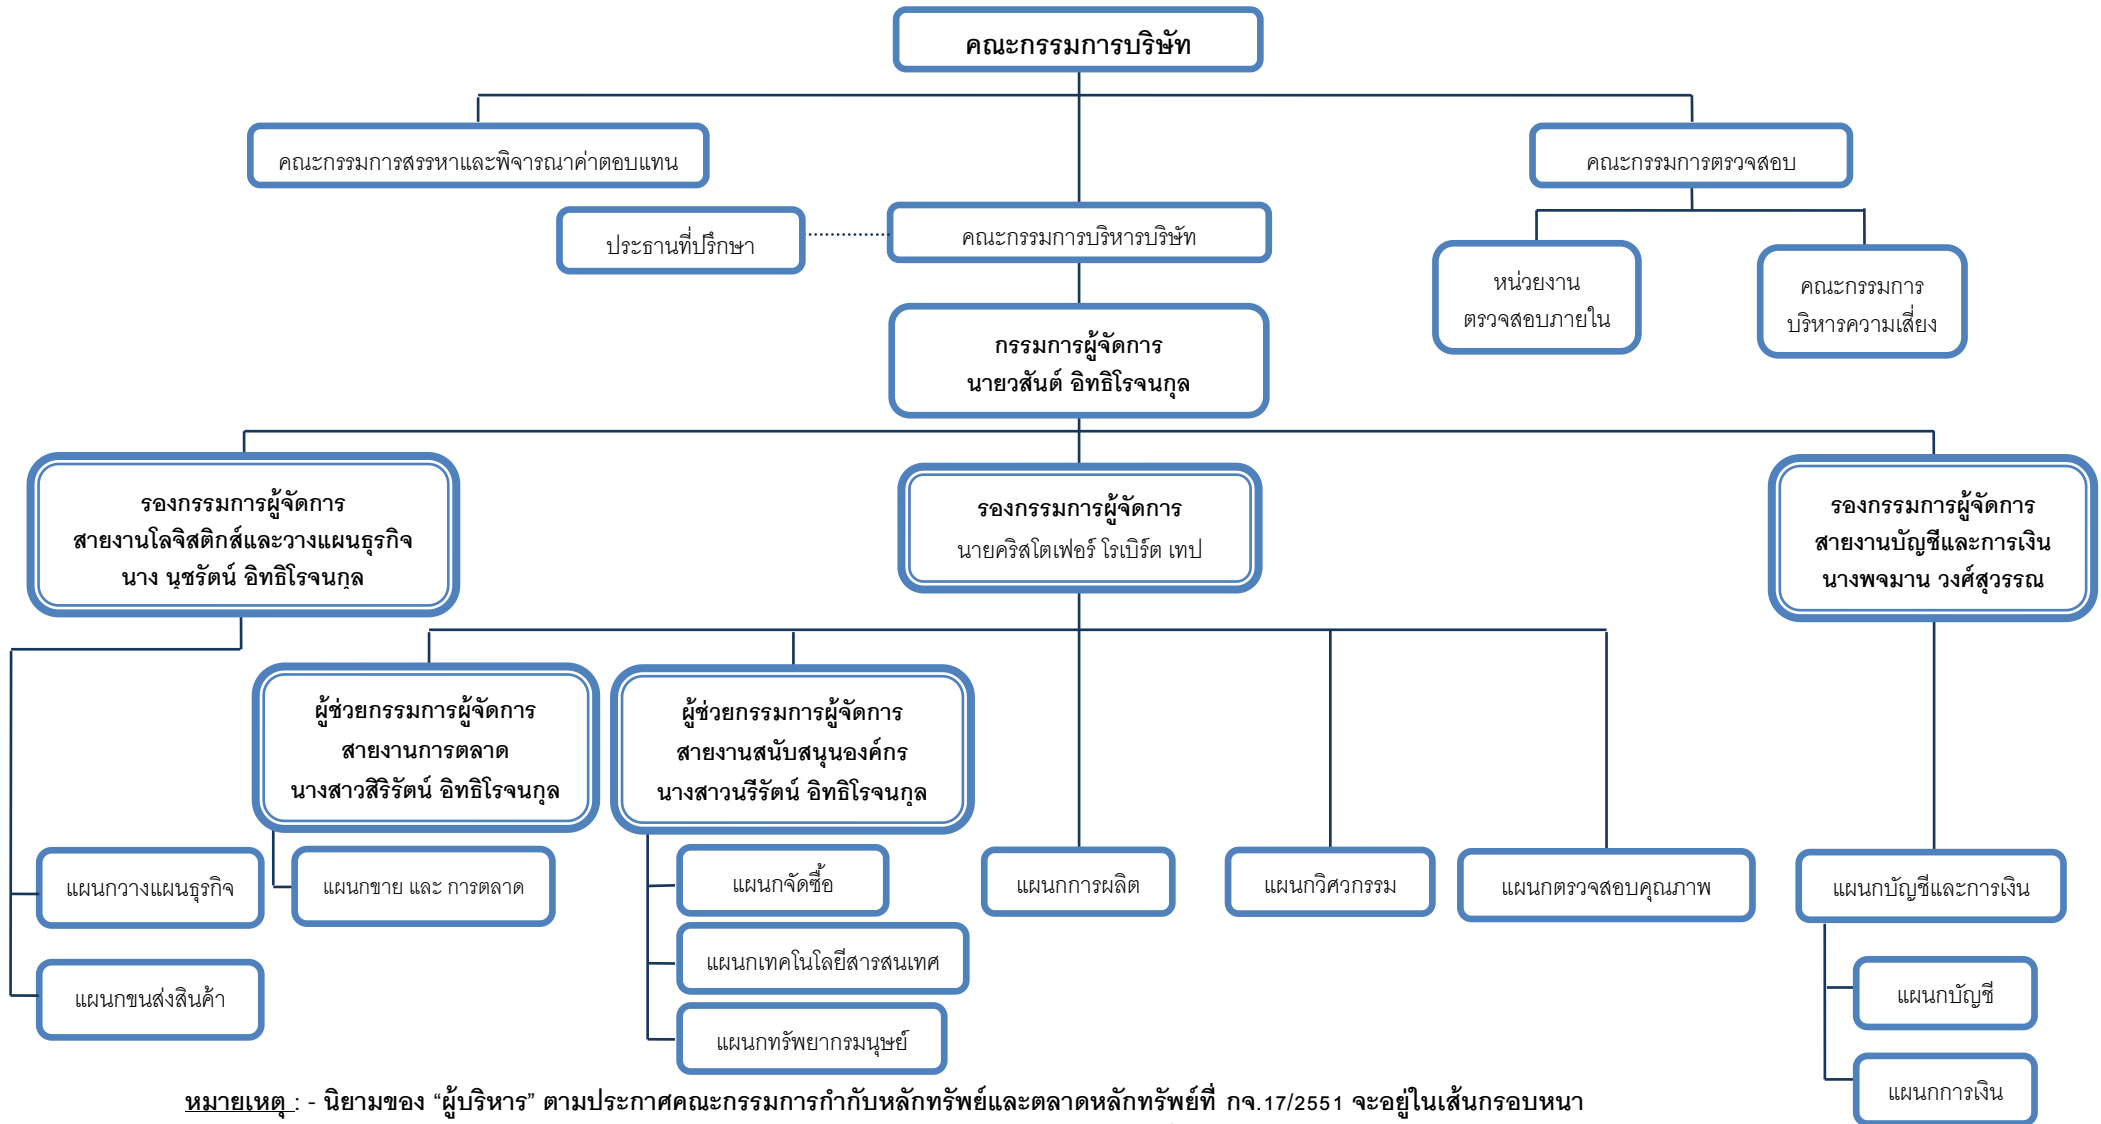 คณะกรรมการบริษัท
คณะกรรมการสรรหาและพิจารณาค่าตอบแทน
คณะกรรมการตรวจสอบ
ประธานที่ปรึกษา
คณะกรรมการบริหารบริษัท
หน่วยงาน
ตรวจสอบภายใน
คณะกรรมการ
บริหารความเสี่ยง
กรรมการผู้จัดการ
นายวสันต์ อิทธิโรจนกุล
รองกรรมการผู้จัดการ
สายงานโลจิสติกส์และวางแผนธุรกิจ
นาง นุชรัตน์ อิทธิโรจนกุล
รองกรรมการผู้จัดการ
นายคริสโตเฟอร์ โรเบิร์ต เทป
รองกรรมการผู้จัดการ
สายงานบัญชีและการเงิน
นางพจมาน วงศ์สุวรรณ
ผู้ช่วยกรรมการผู้จัดการ
สายงานการตลาด
นางสาวสิริรัตน์ อิทธิโรจนกุล
ผู้ช่วยกรรมการผู้จัดการ
สายงานสนับสนุนองค์กร
นางสาวนรีรัตน์ อิทธิโรจนกุล
แผนกวางแผนธุรกิจ
แผนกขาย และ การตลาด
แผนกจัดซื้อ
แผนกการผลิต
แผนกวิศวกรรม
แผนกตรวจสอบคุณภาพ
แผนกบัญชีและการเงิน
แผนกขนส่งสินค้า
แผนกเทคโนโลยีสารสนเทศ
แผนกบัญชี
แผนกทรัพยากรมนุษย์
แผนกการเงิน
หมายเหตุ : - นิยามของ “ผู้บริหาร” ตามประกาศคณะกรรมการกำกับหลักทรัพย์และตลาดหลักทรัพย์ที่ กจ.17/2551 จะอยู่ในเส้นกรอบหนา